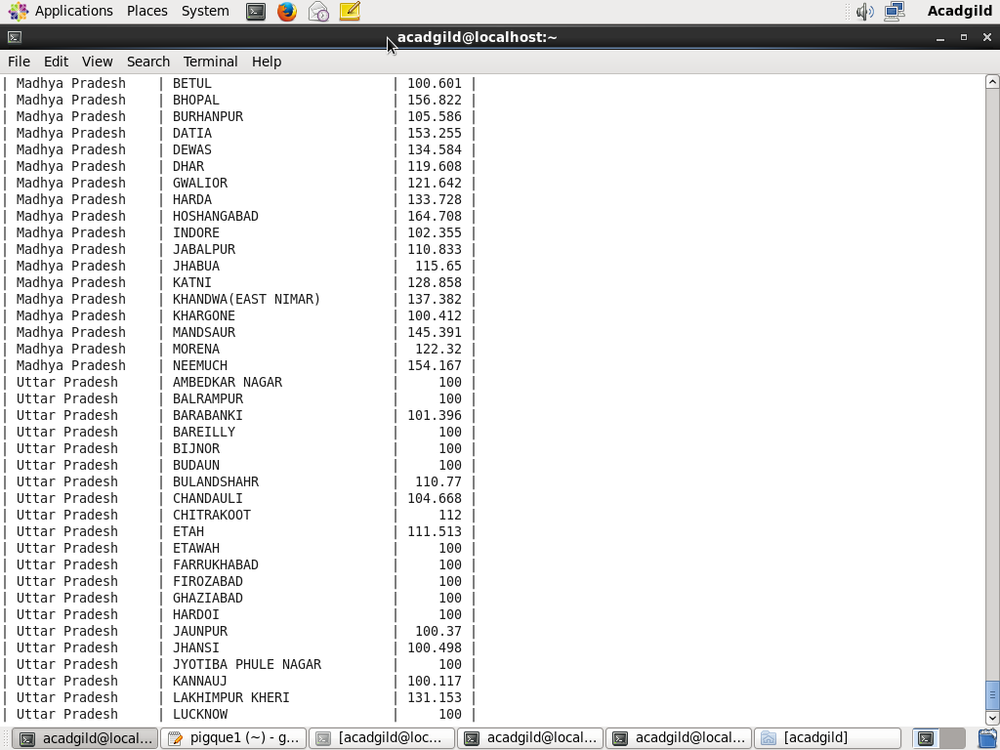 Applications Places System Acadgild
acadgild@localhost:~
File Edit View Search Terminal Help
| Madhya Pradesh | BETUL | 100.601 |
| Madhya Pradesh | BHOPAL | 156.822 |
| Madhya Pradesh | BURHANPUR | 105.586 |
| Madhya Pradesh | DATIA | 153.255 |
| Madhya Pradesh | DEWAS | 134.584 |
| Madhya Pradesh | DHAR | 119.608 |
| Madhya Pradesh | GWALIOR | 121.642 |
| Madhya Pradesh | HARDA | 133.728 |
| Madhya Pradesh | HOSHANGABAD | 164.708 |
| Madhya Pradesh | INDORE | 102.355 |
| Madhya Pradesh | JABALPUR | 110.833 |
| Madhya Pradesh | JHABUA | 115.65 |
| Madhya Pradesh | KATNI | 128.858 |
| Madhya Pradesh | KHANDWA(EAST NIMAR) | 137.382 |
| Madhya Pradesh | KHARGONE | 100.412 |
| Madhya Pradesh | MANDSAUR | 145.391 |
| Madhya Pradesh | MORENA | 122.32 |
| Madhya Pradesh | NEEMUCH | 154.167 |
| Uttar Pradesh | AMBEDKAR NAGAR | 100 |
| Uttar Pradesh | BALRAMPUR | 100 |
| Uttar Pradesh | BARABANKI | 101.396 |
| Uttar Pradesh | BAREILLY | 100 |
| Uttar Pradesh | BIJNOR | 100 |
| Uttar Pradesh | BUDAUN | 100 |
| Uttar Pradesh | BULANDSHAHR | 110.77 |
| Uttar Pradesh | CHANDAULI | 104.668 |
| Uttar Pradesh | CHITRAKOOT | 112 |
| Uttar Pradesh | ETAH | 111.513 |
| Uttar Pradesh | ETAWAH | 100 |
| Uttar Pradesh | FARRUKHABAD | 100 |
| Uttar Pradesh | FIROZABAD | 100 |
| Uttar Pradesh | GHAZIABAD | 100 |
| Uttar Pradesh | HARDOI | 100 |
| Uttar Pradesh | JAUNPUR | 100.37 |
| Uttar Pradesh | JHANSI | 100.498 |
| Uttar Pradesh | JYOTIBA PHULE NAGAR | 100 |
| Uttar Pradesh | KANNAUJ | 100.117 |
| Uttar Pradesh | LAKHIMPUR KHERI | 131.153 |
| Uttar Pradesh | LUCKNOW | 100 |
acadgild@local... pigque1 (~) - g... [acadgild@loc... acadgild@local... acadgild@local... [acadgild]